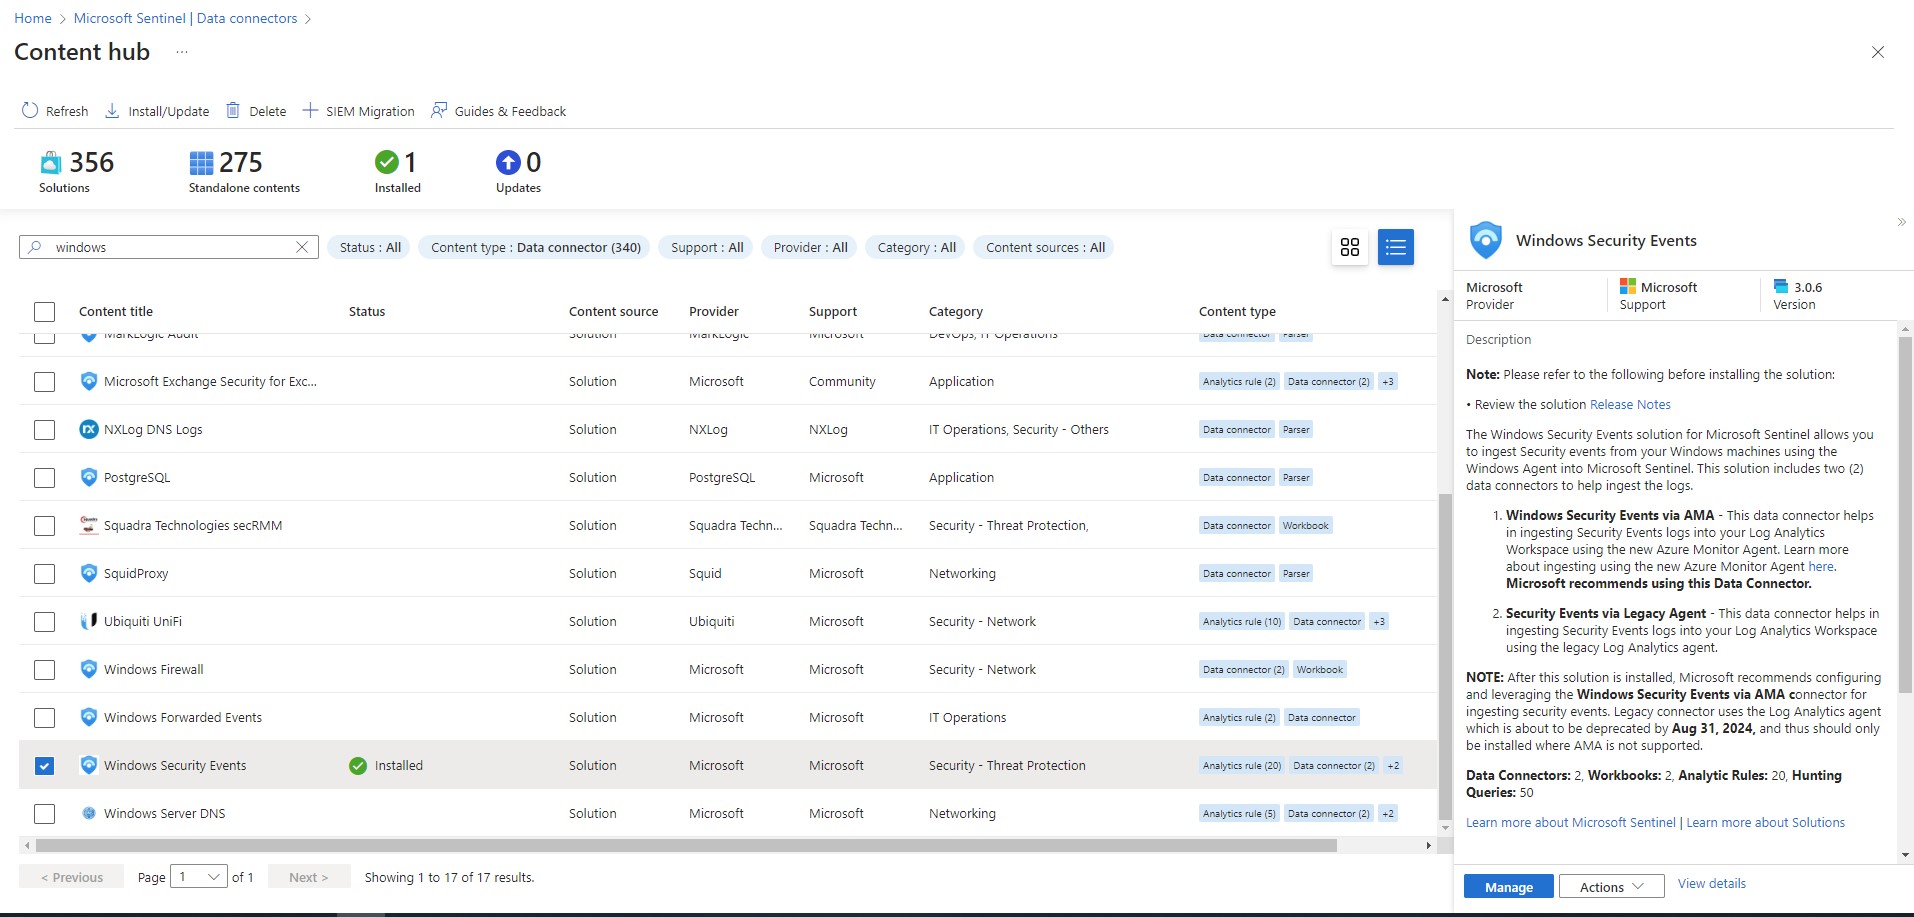 Home > Microsoft Sentinel | Data connectors >
Content hub ...
Refresh Install/Update Delete SIEM Migration Guides & Feedback
356 275 1 0
Solutions Standalone contents Installed Updates
windows Status : All Content type : Data connector (340) Support : All Provider : All Category : All Content sources : All
Content title Status Content source Provider Support Category Content type
MarkLogic Audit Solution MarkLogic Microsoft DevOps, IT Operations Data connector Parser
Microsoft Exchange Security for Exc... Solution Microsoft Community Application Analytics rule (2) Data connector (2) +3
NXLog DNS Logs Solution NXLog NXLog IT Operations, Security - Others Data connector Parser
PostgreSQL Solution PostgreSQL Microsoft Application Data connector Parser
Squadra Technologies secRMM Solution Squadra Techn... Squadra Techn... Security - Threat Protection, Data connector Workbook
SquidProxy Solution Squid Microsoft Networking Data connector Parser
Ubiquiti UniFi Solution Ubiquiti Microsoft Security - Network Analytics rule (10) Data connector +3
Windows Firewall Solution Microsoft Microsoft Security - Network Data connector (2) Workbook
Windows Forwarded Events Solution Microsoft Microsoft IT Operations Analytics rule (2) Data connector
Windows Security Events Installed Solution Microsoft Microsoft Security - Threat Protection Analytics rule (20) Data connector (2) +2
Windows Server DNS Solution Microsoft Microsoft Networking Analytics rule (5) Data connector (2) +2
< Previous Page 1 of 1 Next > Showing 1 to 17 of 17 results.
Windows Security Events
Microsoft Microsoft 3.0.6
Provider Support Version
Description
Note: Please refer to the following before installing the solution:
• Review the solution Release Notes
The Windows Security Events solution for Microsoft Sentinel allows you
to ingest Security events from your Windows machines using the
Windows Agent into Microsoft Sentinel. This solution includes two (2)
data connectors to help ingest the logs.
1. Windows Security Events via AMA - This data connector helps
in ingesting Security Events logs into your Log Analytics
Workspace using the new Azure Monitor Agent. Learn more
about ingesting using the new Azure Monitor Agent here.
Microsoft recommends using this Data Connector.
2. Security Events via Legacy Agent - This data connector helps in
ingesting Security Events logs into your Log Analytics Workspace
using the legacy Log Analytics agent.
NOTE: After this solution is installed, Microsoft recommends configuring
and leveraging the Windows Security Events via AMA connector for
ingesting security events. Legacy connector uses the Log Analytics agent
which is about to be deprecated by Aug 31, 2024, and thus should only
be installed where AMA is not supported.
Data Connectors: 2, Workbooks: 2, Analytic Rules: 20, Hunting
Queries: 50
Learn more about Microsoft Sentinel | Learn more about Solutions
Manage Actions View details